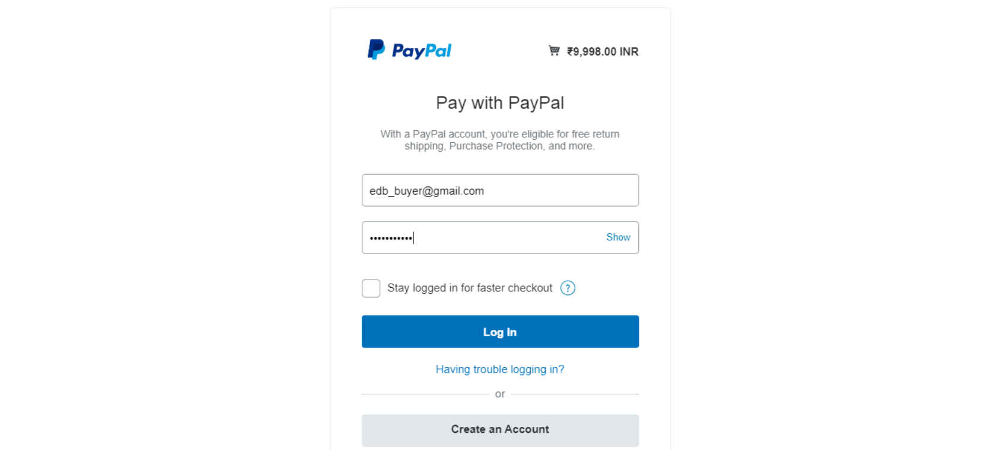 PayPal
₹9,998.00 INR
Pay with PayPal
With a PayPal account, you're eligible for free return
shipping, Purchase Protection, and more.
edb_buyer@gmail.com
•••••••••••
Show
Stay logged in for faster checkout ?
Log In
Having trouble logging in?
or
Create an Account